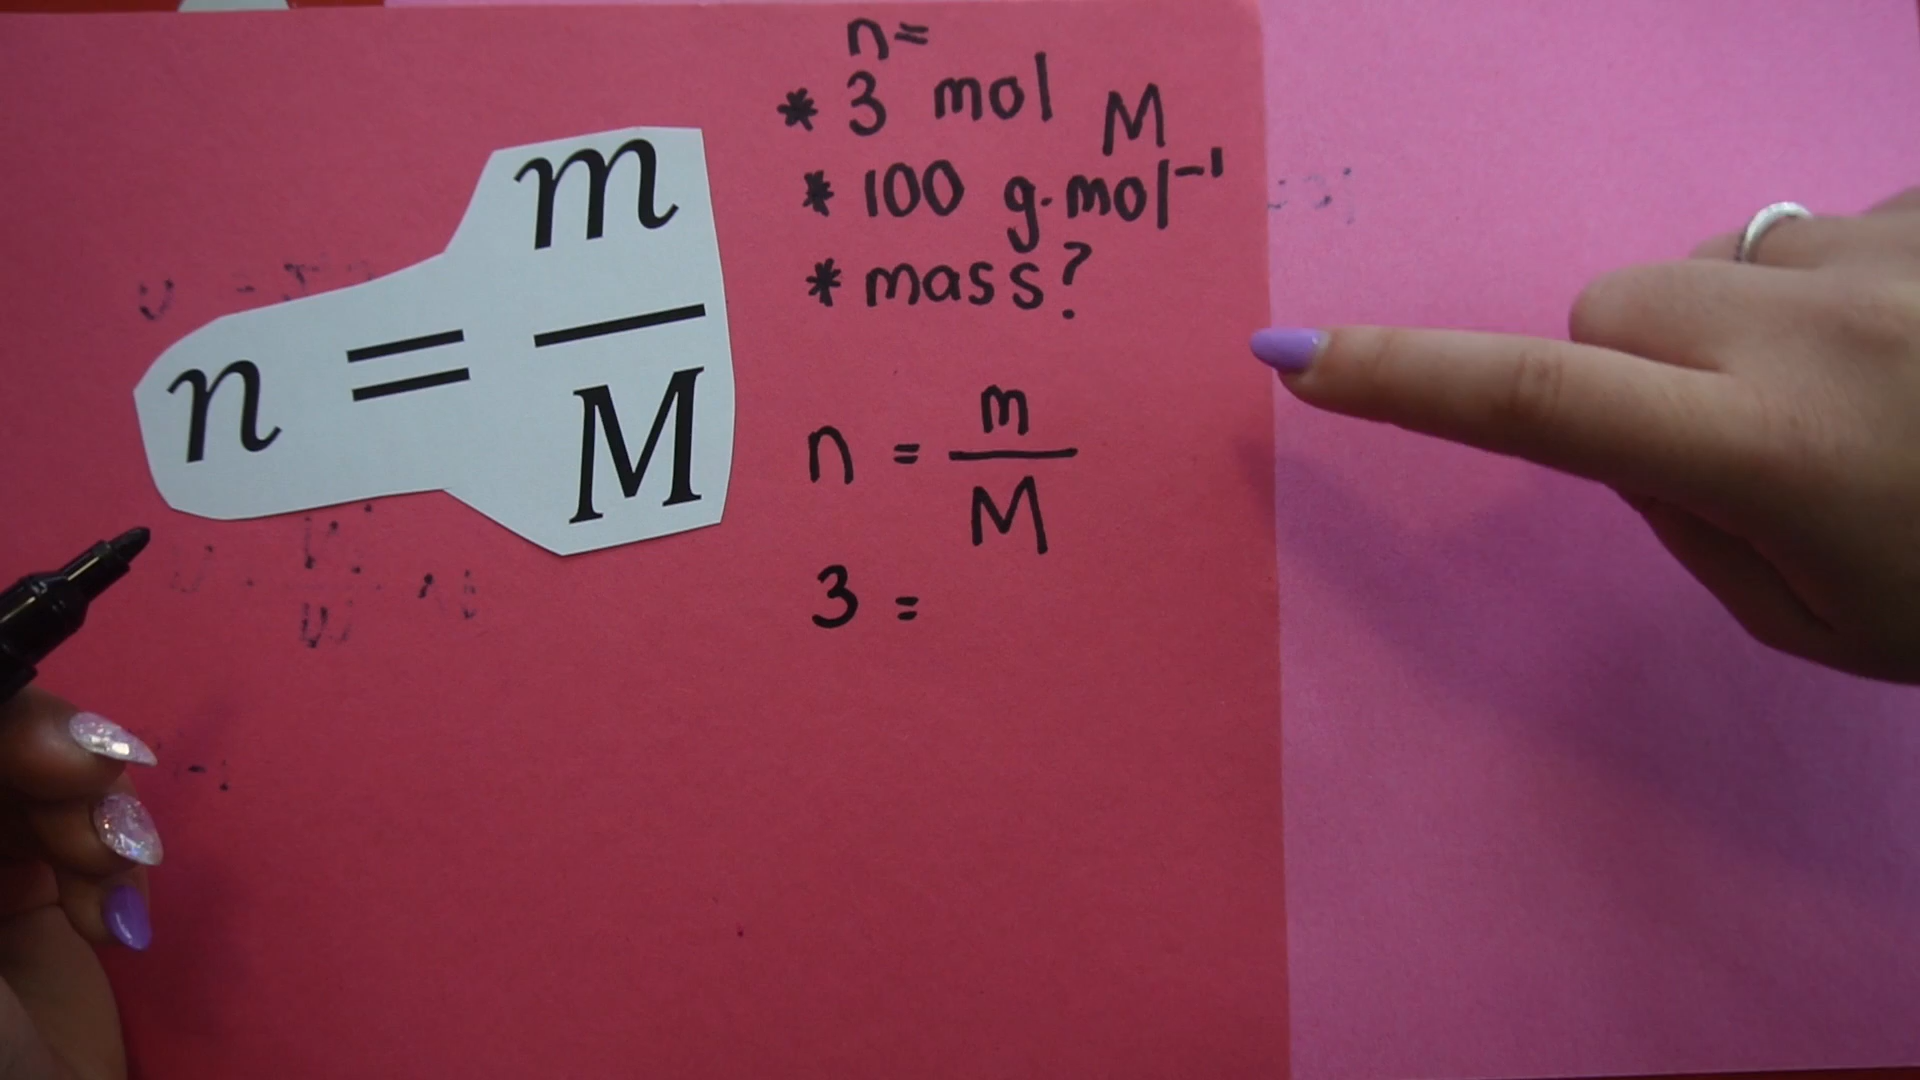 n = m/M
n=
* 3 mol M
* 100 g.mol⁻¹
* mass?
n = m/M
3 =